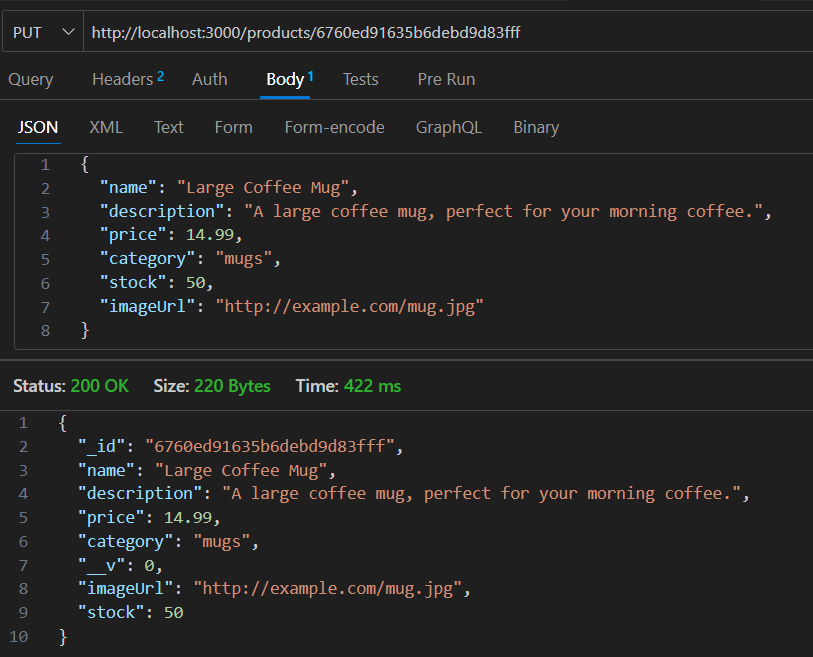 PUT http://localhost:3000/products/6760ed91635b6debd9d83fff
Query Headers 2 Auth Body 1 Tests Pre Run
JSON XML Text Form Form-encode GraphQL Binary
1 {
2 "name": "Large Coffee Mug",
3 "description": "A large coffee mug, perfect for your morning coffee.",
4 "price": 14.99,
5 "category": "mugs",
6 "stock": 50,
7 "imageUrl": "http://example.com/mug.jpg"
8 }
Status: 200 OK Size: 220 Bytes Time: 422 ms
1 {
2 "_id": "6760ed91635b6debd9d83fff",
3 "name": "Large Coffee Mug",
4 "description": "A large coffee mug, perfect for your morning coffee.",
5 "price": 14.99,
6 "category": "mugs",
7 "__v": 0,
8 "imageUrl": "http://example.com/mug.jpg",
9 "stock": 50
10 }